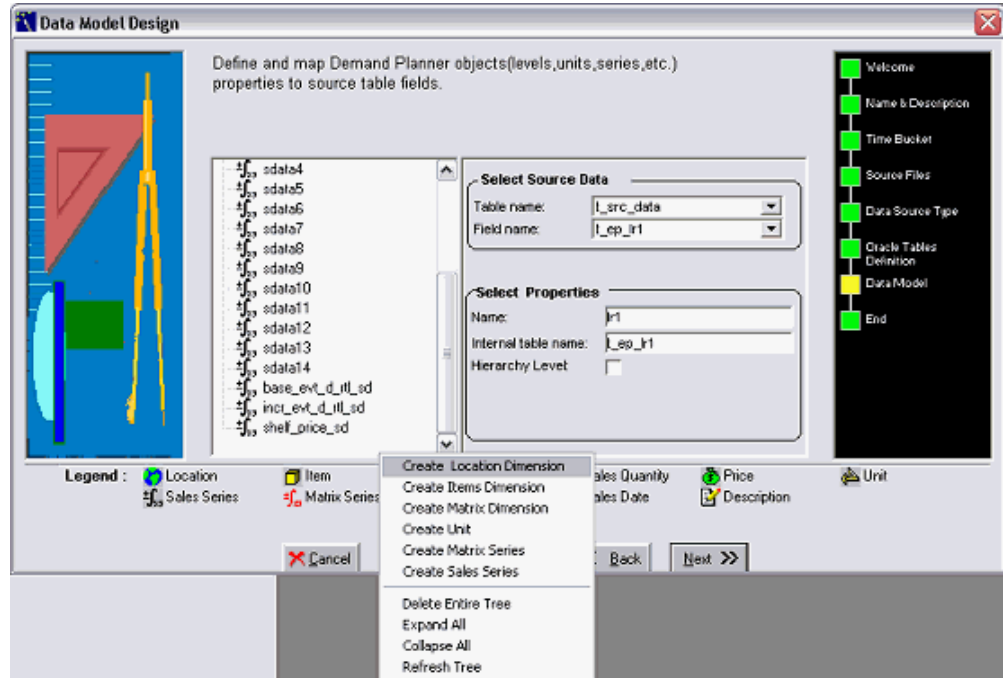 Data Model Design
Define and map Demand Planner objects(levels,units,series,etc.)
properties to source table fields.
sdata4
sdata5
sdata6
sdata7
sdata8
sdata9
sdata10
sdata11
sdata12
sdata13
sdata14
base_evt_d_rtl_sd
incr_evt_d_rtl_sd
shelf_price_sd
Select Source Data
Table name: t_src_data
Field name: t_ep_lr1
Select Properties
Name: lr1
Internal table name: t_ep_lr1
Hierarchy Level
Welcome
Name & Description
Time Bucket
Source Files
Data Source Type
Oracle Tables
Definition
Data Model
End
Legend : Location Item ales Quantity Price Unit
Sales Series Matrix Series ales Date Description
Create Location Dimension
Create Items Dimension
Create Matrix Dimension
Create Unit
Create Matrix Series
Create Sales Series
Delete Entire Tree
Expand All
Collapse All
Refresh Tree
Cancel Back Next >>